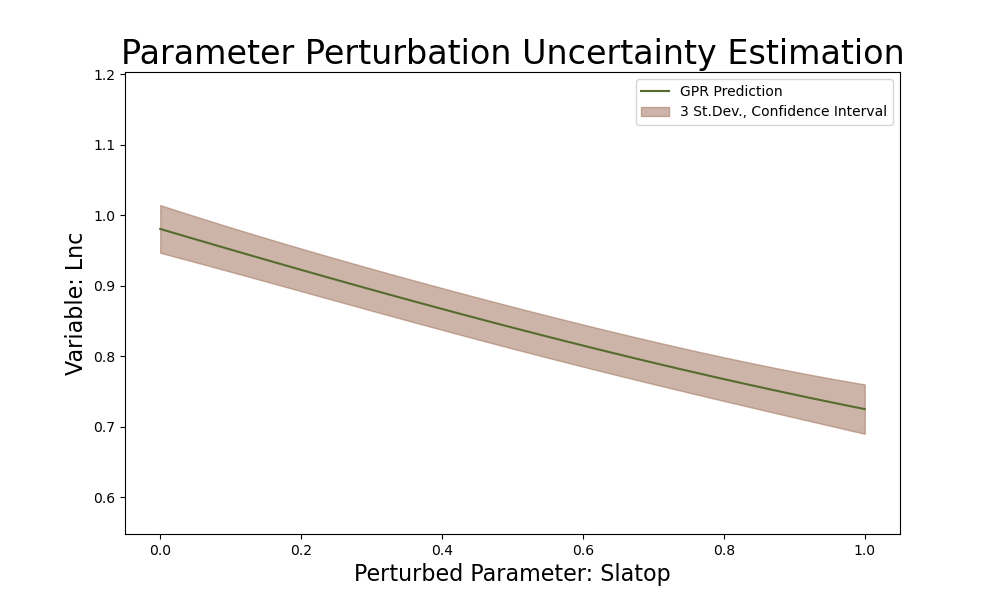 Parameter Perturbation Uncertainty Estimation
GPR Prediction
3 St.Dev., Confidence Interval
Variable: Lnc
1.2
1.1
1.0
0.9
0.8
0.7
0.6
0.0 0.2 0.4 0.6 0.8 1.0
Perturbed Parameter: Slatop